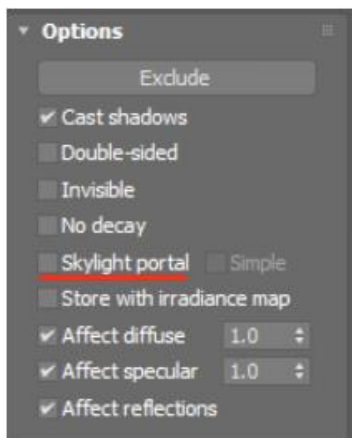 Options
Exclude
Cast shadows
Double-sided
Invisible
No decay
Skylight portal Simple
Store with irradiance map
Affect diffuse 1.0
Affect specular 1.0
Affect reflections